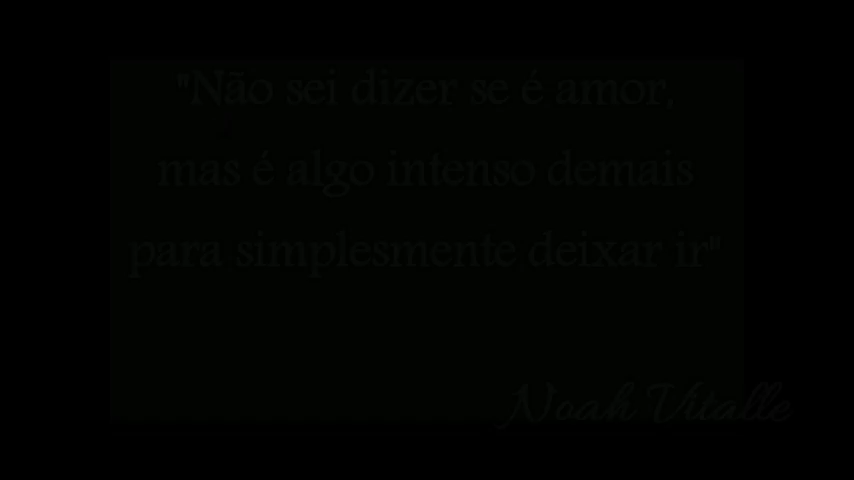 "Não sei dizer se é amor,
mas é algo intenso demais
para simplesmente deixar ir"
Noah Vitalle